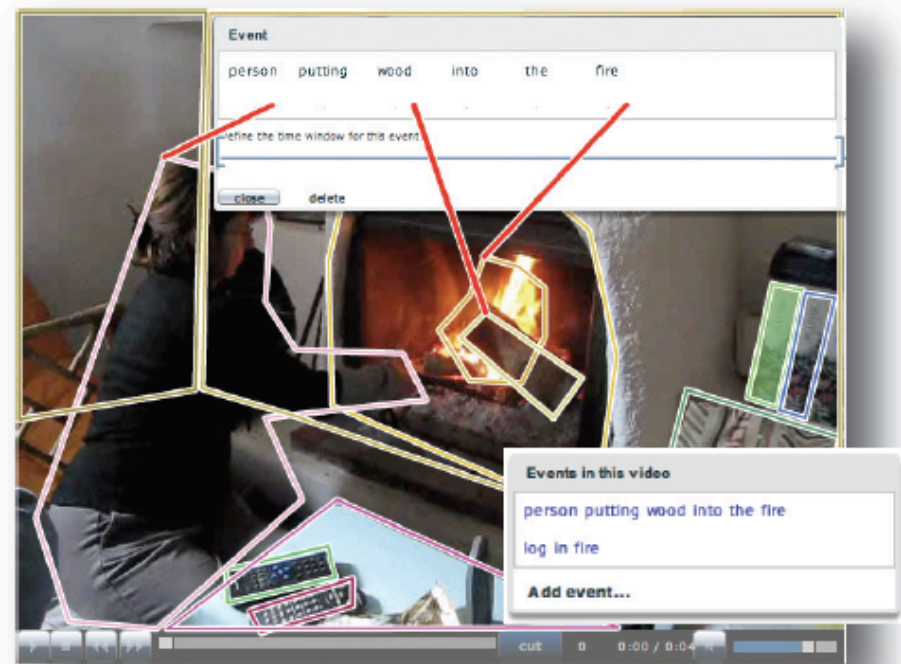 Event
person putting wood into the fire
efine the time window for this event
close delete
Events in this video
person putting wood into the fire
log in fire
Add event...
cut 0 0:00 / 0:04